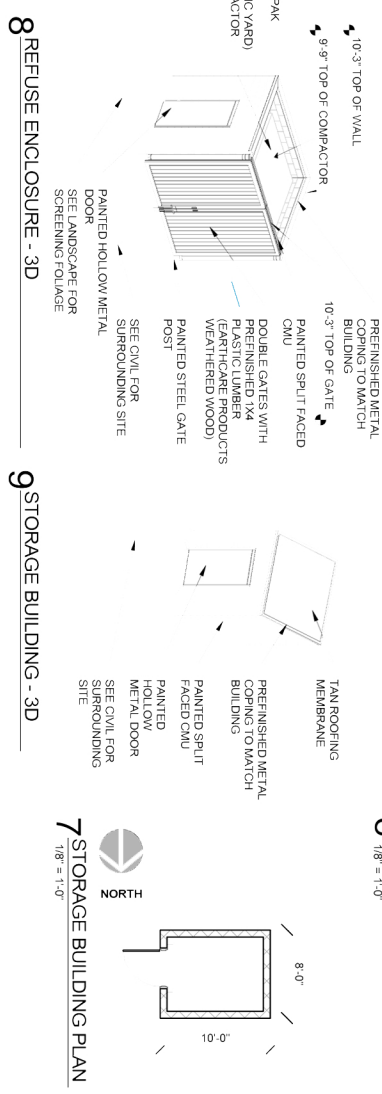 PAK
IC YARD)
ACTOR
10'-3" TOP OF WALL
9'-9" TOP OF COMPACTOR
PREFINISHED METAL
COPING TO MATCH
BUILDING
10'-3" TOP OF GATE
PAINTED SPLIT FACED
CMU
DOUBLE GATES WITH
PREFINISHED 1X4
PLASTIC LUMBER
(EARTHCARE PRODUCTS
WEATHERED WOOD)
PAINTED STEEL GATE
POST
SEE CIVIL FOR
SURROUNDING SITE
PAINTED HOLLOW METAL
DOOR
SEE LANDSCAPE FOR
SCREENING FOLIAGE
8 REFUSE ENCLOSURE - 3D
TAN ROOFING
MEMBRANE
PREFINISHED METAL
COPING TO MATCH
BUILDING
PAINTED SPLIT
FACED CMU
PAINTED
HOLLOW
METAL DOOR
SEE CIVIL FOR
SURROUNDING
SITE
9 STORAGE BUILDING - 3D
1/8" = 1'-0"
8'-0"
10'-0"
NORTH
7 STORAGE BUILDING PLAN
1/8" = 1'-0"